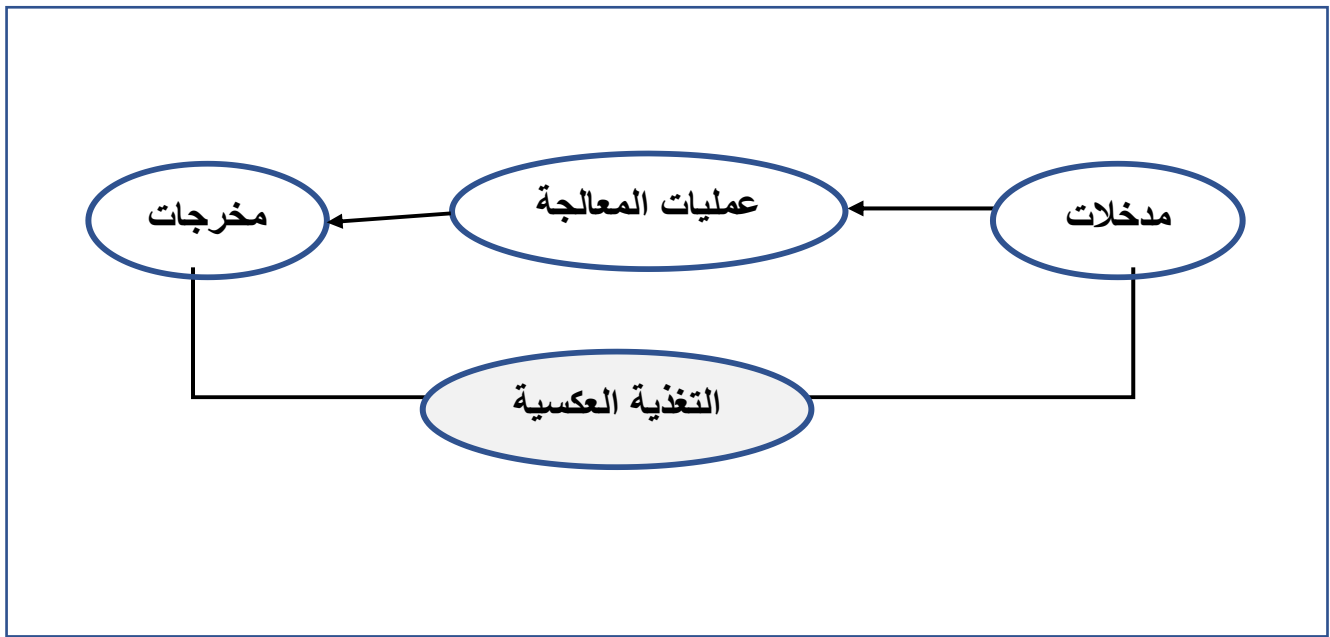 مدخلات
عمليات المعالجة
مخرجات
التغذية العكسية